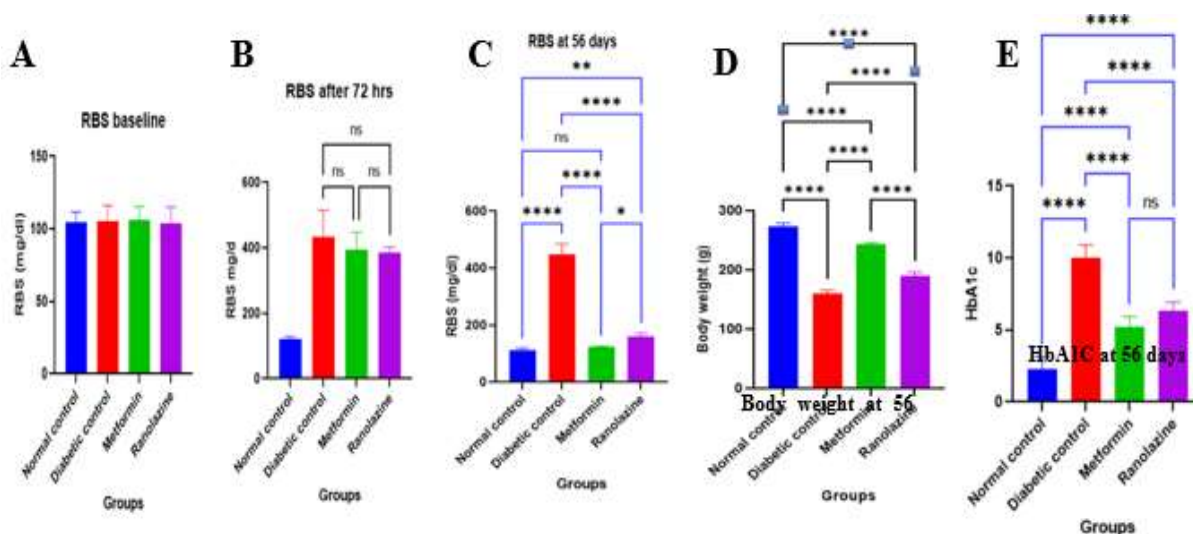 A
RBS baseline
RBS (mg/dl)
150
100
50
0
Normal control
Diabetic control
Metformin
Ranolazine
Groups
B
RBS after 72 hrs
ns
ns
ns
RBS mg/d
600
400
200
0
Normal control
Diabetic control
Metformin
Ranolazine
Groups
C
RBS at 56 days
**
****
ns
****
****
*
RBS (mg/dl)
600
400
200
0
Normal control
Diabetic control
Metformin
Ranolazine
Groups
D
****
****
****
****
****
****
Body weight (g)
300
200
100
0
Body weight at 56
Normal contr
Diabetic contr
Metformin
Ranolazine
Groups
E
****
****
****
****
****
ns
HbA1c
15
10
5
0
HbA1C at 56 days
Normal control
Diabetic control
Metformin
Ranolazine
Groups